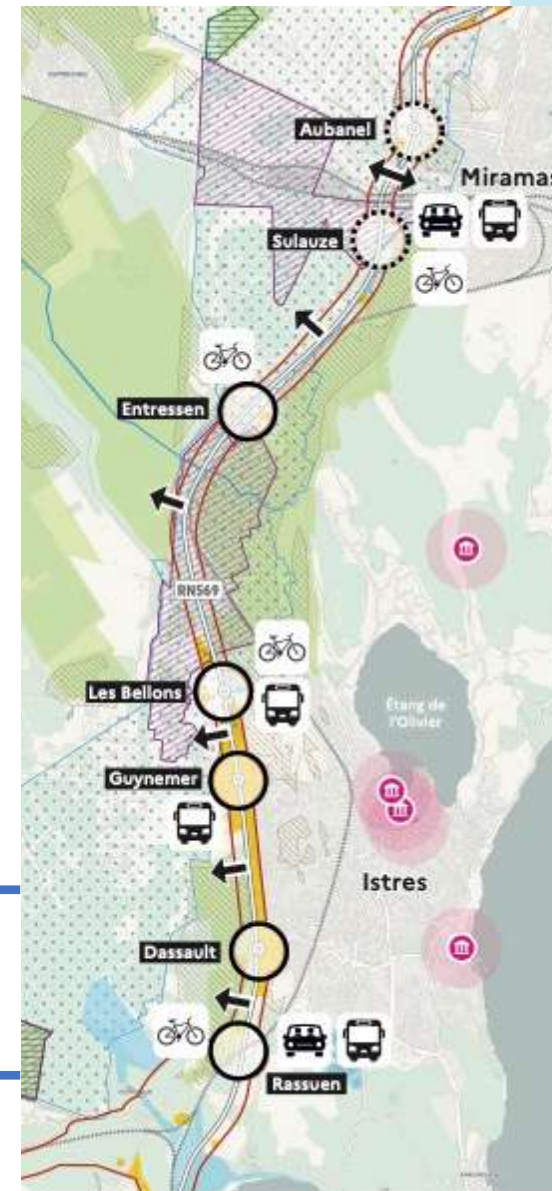 Aubanel
Miramas
Sulauze
Entressen
RN569
Les Bellons
Étang de
l'Olivier
Guynemer
Istres
Dassault
Rassuen